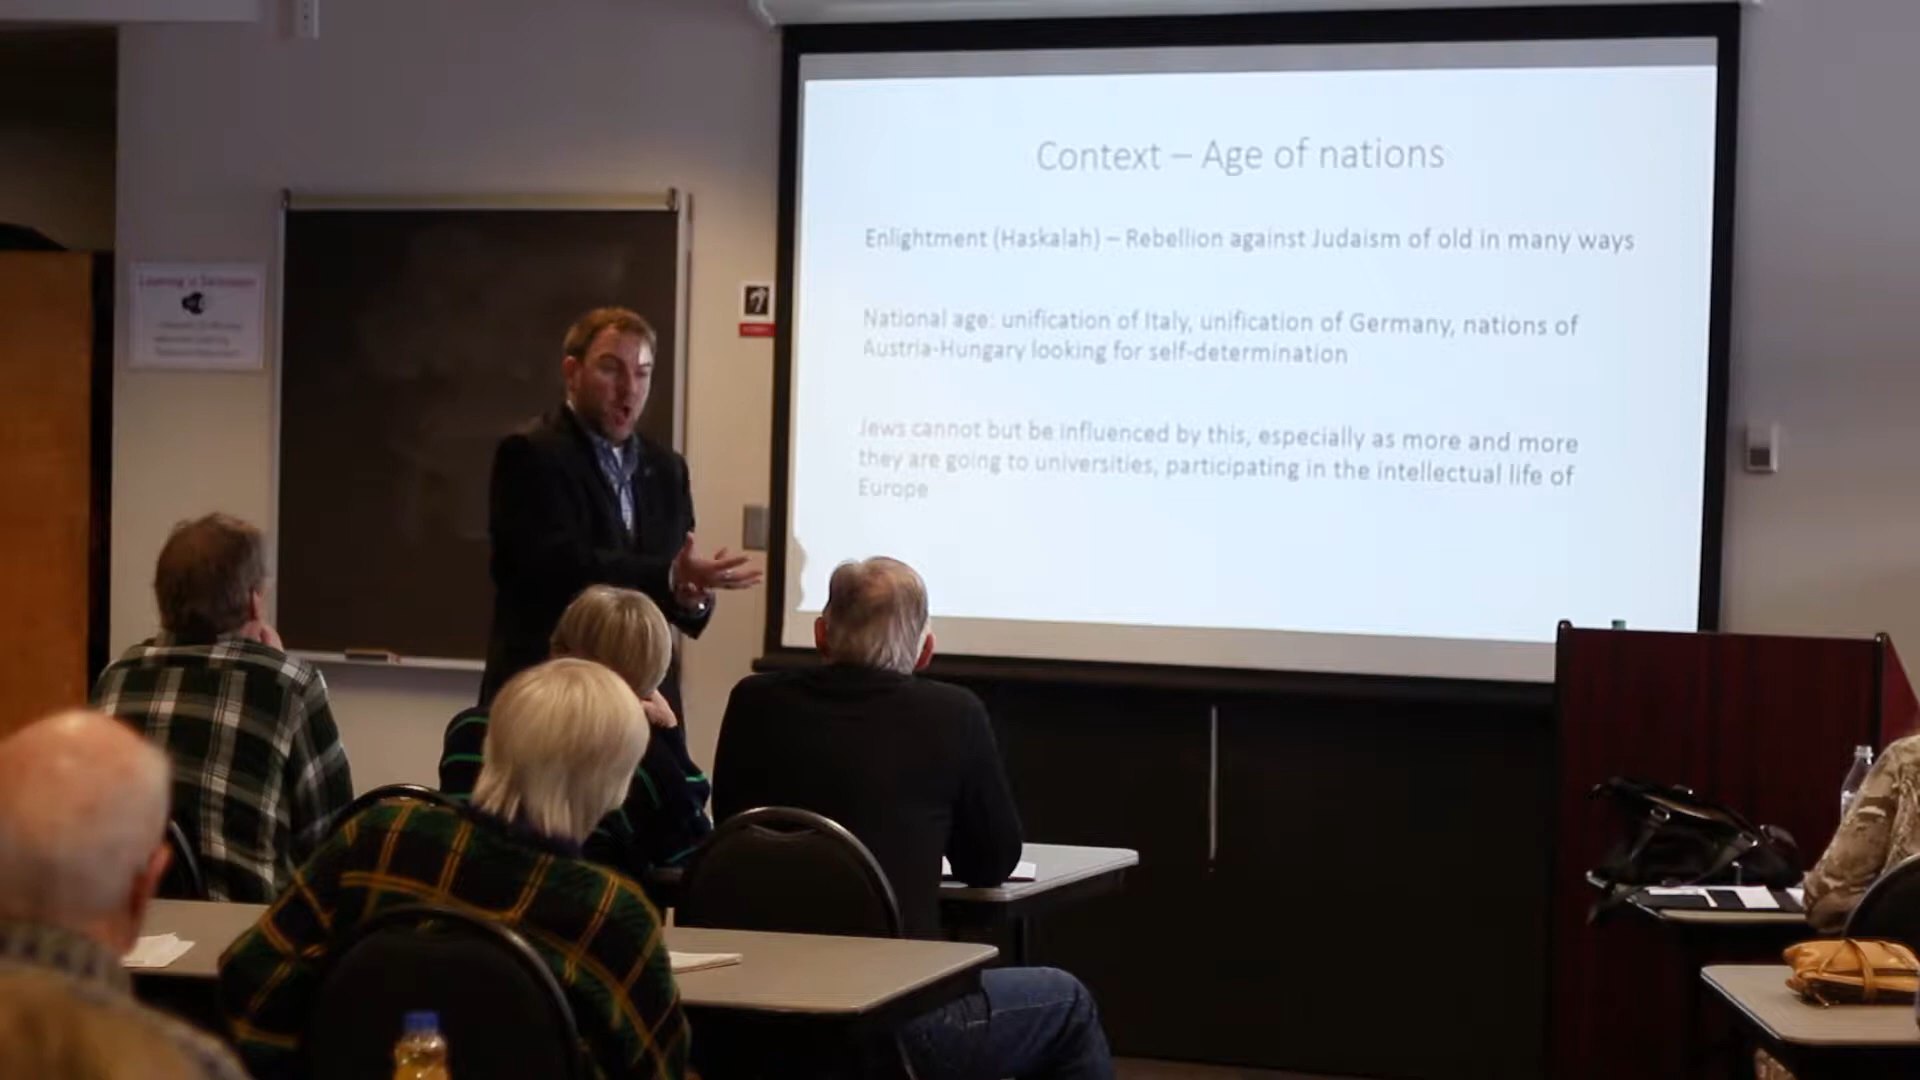 Context – Age of nations
Enlightment (Haskalah) – Rebellion against Judaism of old in many ways
National age: unification of Italy, unification of Germany, nations of
Austria-Hungary looking for self-determination
Jews cannot but be influenced by this, especially as more and more
they are going to universities, participating in the intellectual life of
Europe